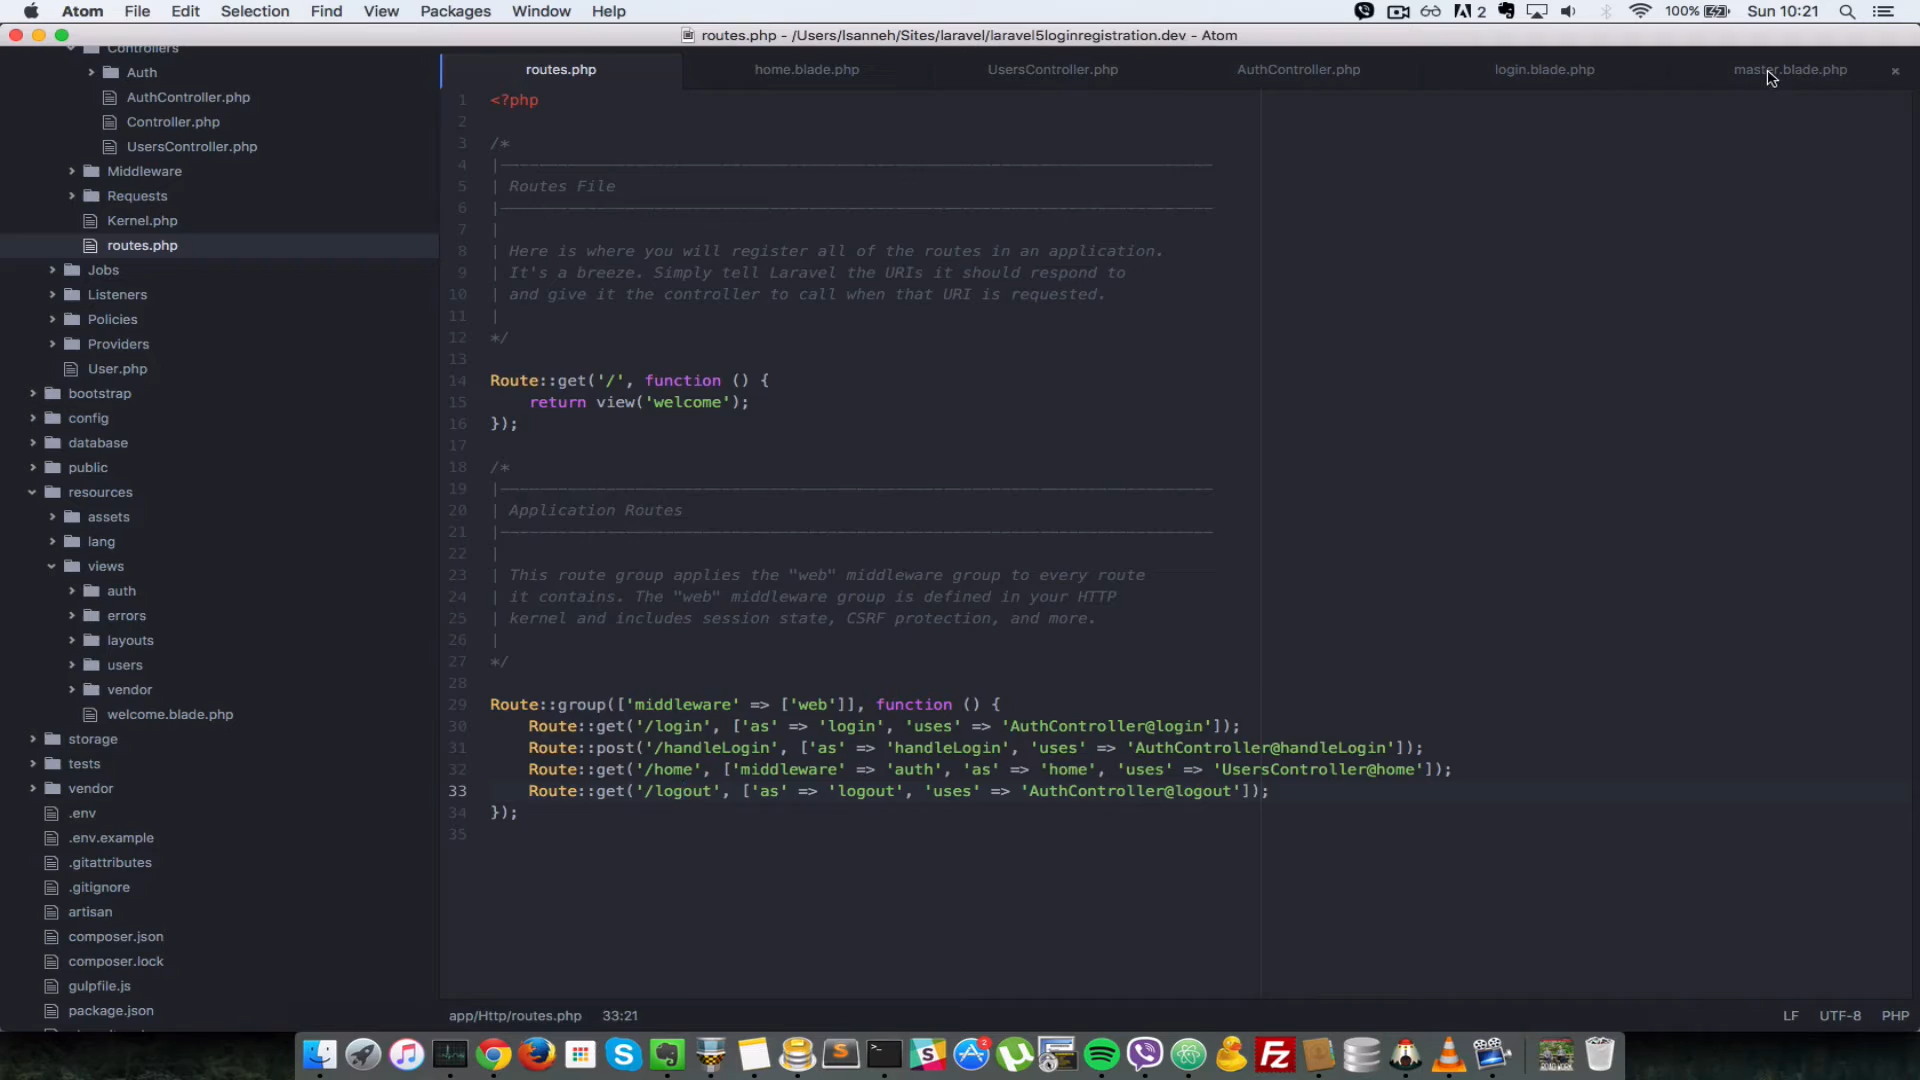 Atom File Edit Selection Find View Packages Window Help 2 100% Sun 10:21
routes.php - /Users/lsanneh/Sites/laravel/laravel5loginregistration.dev - Atom
Controllers
Auth
AuthController.php
Controller.php
UsersController.php
Middleware
Requests
Kernel.php
routes.php
Jobs
Listeners
Policies
Providers
User.php
bootstrap
config
database
public
resources
assets
lang
views
auth
errors
layouts
users
vendor
welcome.blade.php
storage
tests
vendor
.env
.env.example
.gitattributes
.gitignore
artisan
composer.json
composer.lock
gulpfile.js
package.json
routes.php home.blade.php UsersController.php AuthController.php login.blade.php master.blade.php
1 <?php
2
3 /*
4 |--------------------------------------------------------------------------
5 | Routes File
6 |--------------------------------------------------------------------------
7 |
8 | Here is where you will register all of the routes in an application.
9 | It's a breeze. Simply tell Laravel the URIs it should respond to
10 | and give it the controller to call when that URI is requested.
11 |
12 */
13
14 Route::get('/', function () {
15 return view('welcome');
16 });
17
18 /*
19 |--------------------------------------------------------------------------
20 | Application Routes
21 |--------------------------------------------------------------------------
22 |
23 | This route group applies the "web" middleware group to every route
24 | it contains. The "web" middleware group is defined in your HTTP
25 | kernel and includes session state, CSRF protection, and more.
26 |
27 */
28
29 Route::group(['middleware' => ['web']], function () {
30 Route::get('/login', ['as' => 'login', 'uses' => 'AuthController@login']);
31 Route::post('/handleLogin', ['as' => 'handleLogin', 'uses' => 'AuthController@handleLogin']);
32 Route::get('/home', ['middleware' => 'auth', 'as' => 'home', 'uses' => 'UsersController@home']);
33 Route::get('/logout', ['as' => 'logout', 'uses' => 'AuthController@logout']);
34 });
35
app/Http/routes.php 33:21 LF UTF-8 PHP